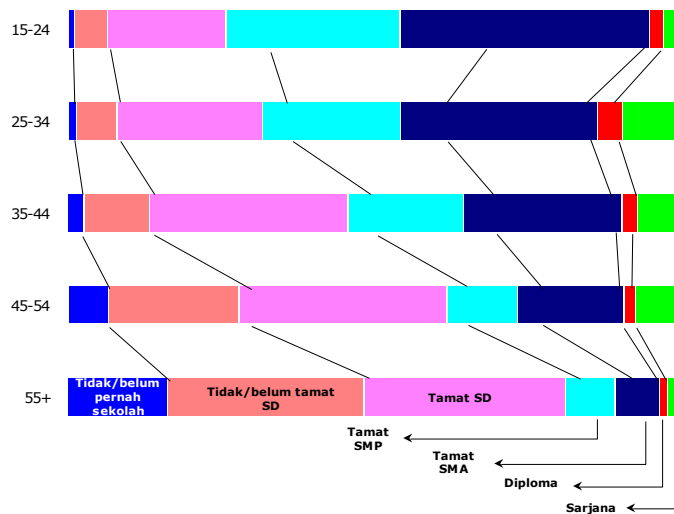 15-24
25-34
35-44
45-54
55+
Tidak/belum
pernah
sekolah
Tidak/belum tamat
SD
Tamat SD
Tamat
SMP
Tamat
SMA
Diploma
Sarjana